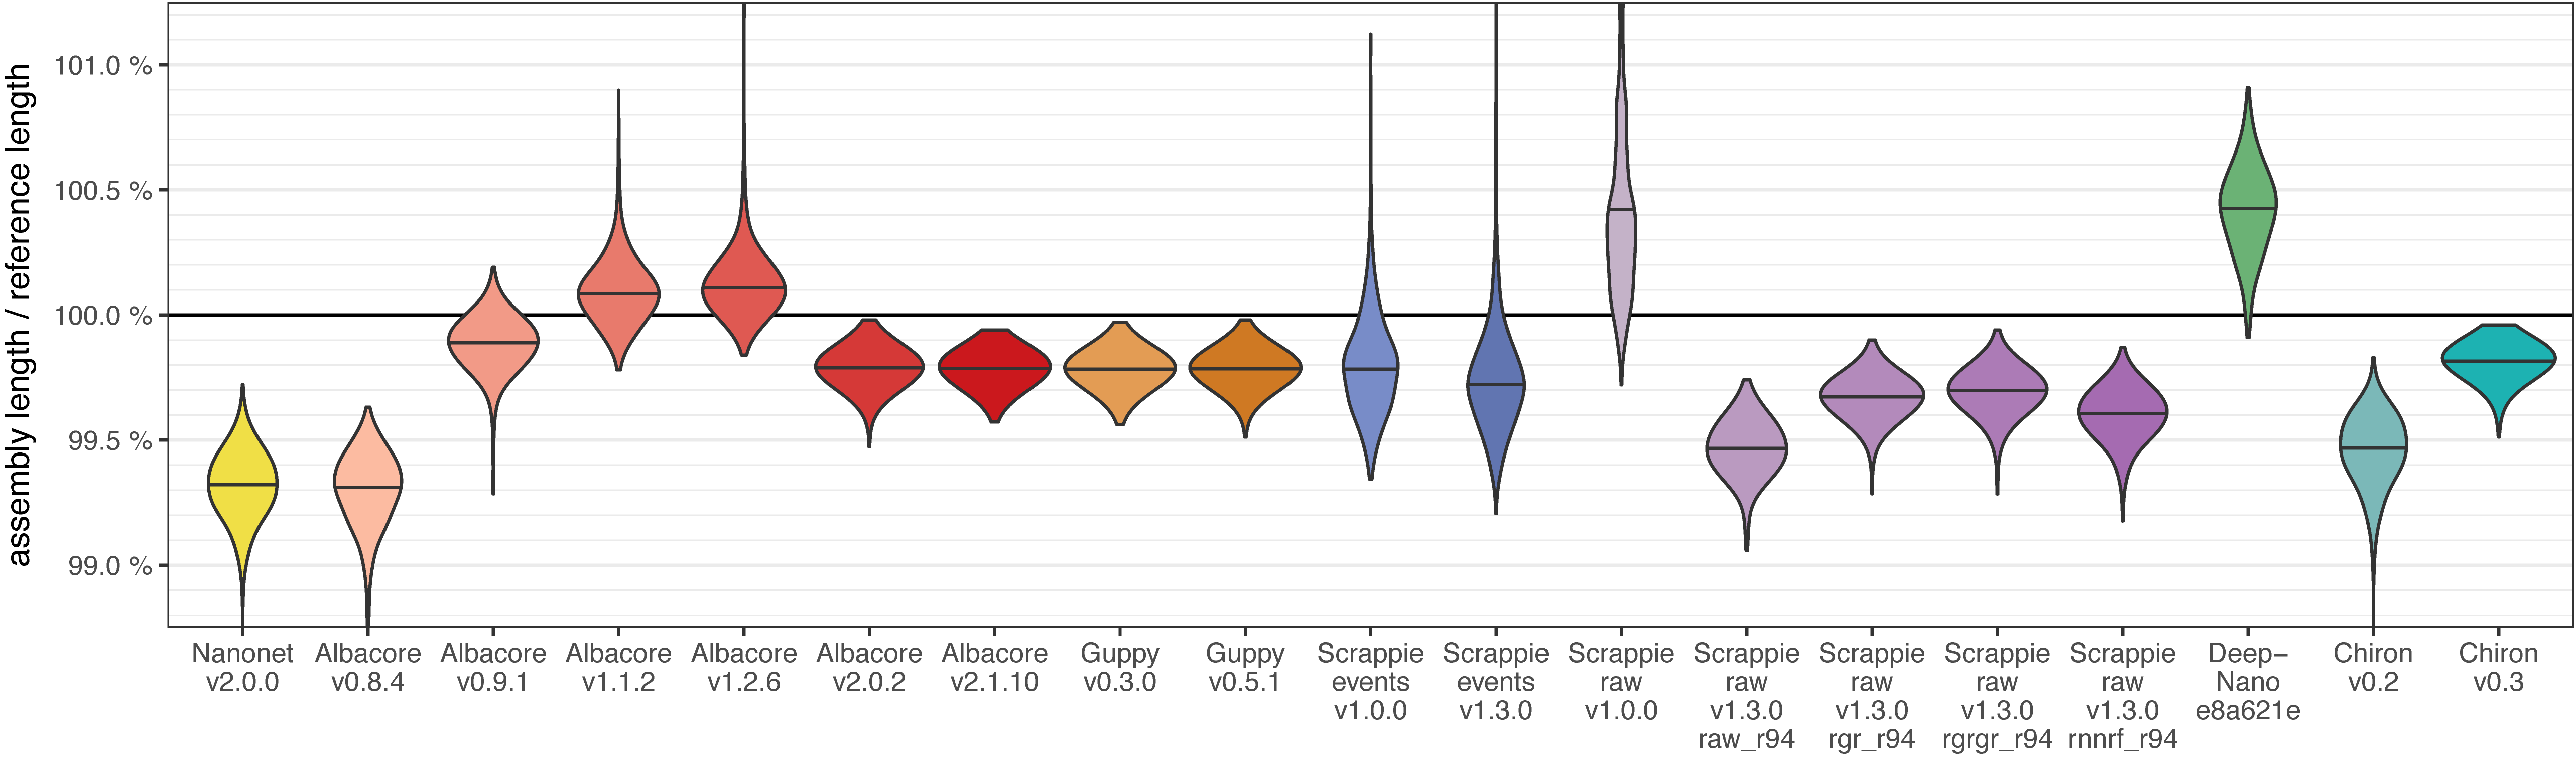 assembly length / reference length
101.0 %
100.5 %
100.0 %
99.5 %
99.0 %
Nanonet
v2.0.0
Albacore
v0.8.4
Albacore
v0.9.1
Albacore
v1.1.2
Albacore
v1.2.6
Albacore
v2.0.2
Albacore
v2.1.10
Guppy
v0.3.0
Guppy
v0.5.1
Scrappie
events
v1.0.0
Scrappie
events
v1.3.0
Scrappie
raw
v1.0.0
Scrappie
raw
v1.3.0
raw_r94
Scrappie
raw
v1.3.0
rgr_r94
Scrappie
raw
v1.3.0
rgrgr_r94
Scrappie
raw
v1.3.0
rnnrf_r94
Deep−
Nano
e8a621e
Chiron
v0.2
Chiron
v0.3